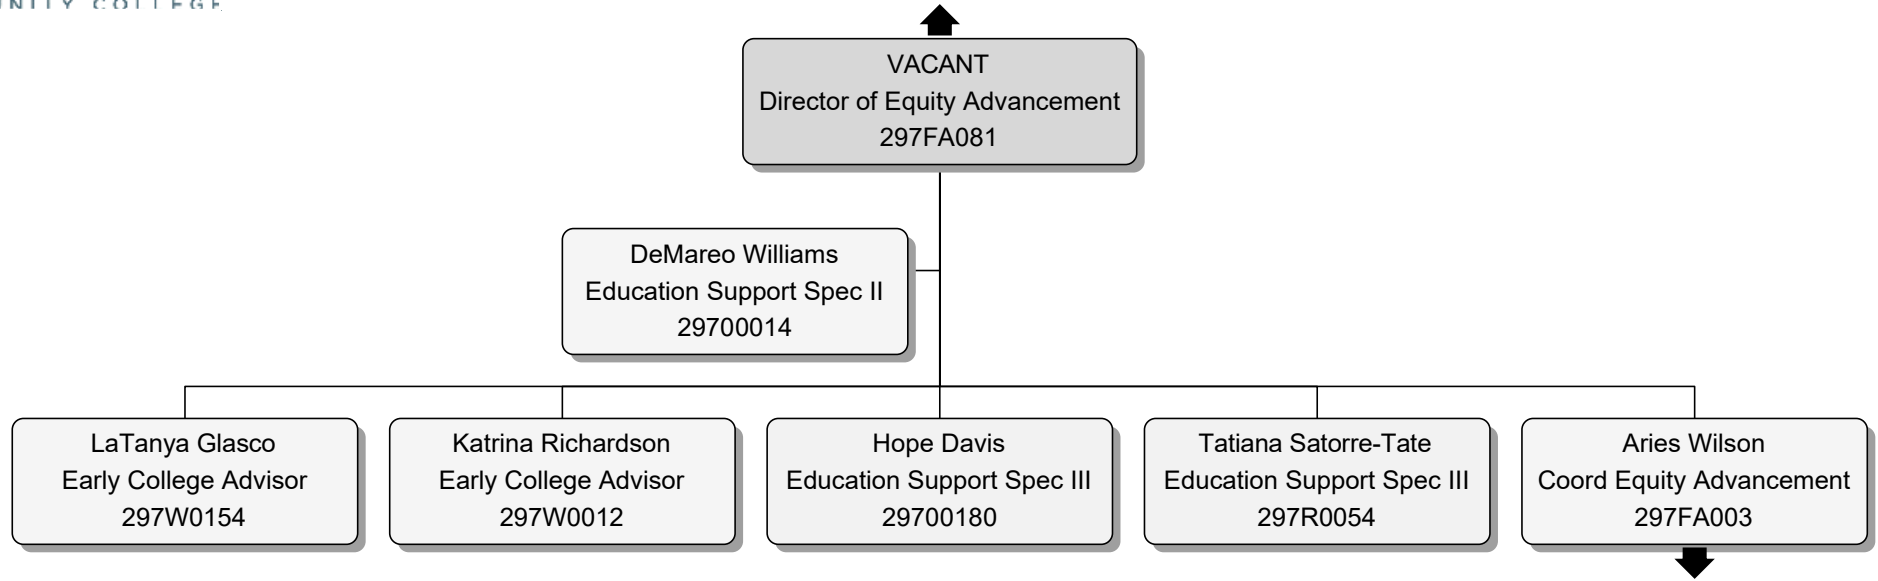 COLLEGE
VACANT
Director of Equity Advancement
297FA081
DeMareo Williams
Education Support Spec II
29700014
LaTanya Glasco
Early College Advisor
297W0154
Katrina Richardson
Early College Advisor
297W0012
Hope Davis
Education Support Spec III
29700180
Tatiana Satorre-Tate
Education Support Spec III
297R0054
Aries Wilson
Coord Equity Advancement
297FA003